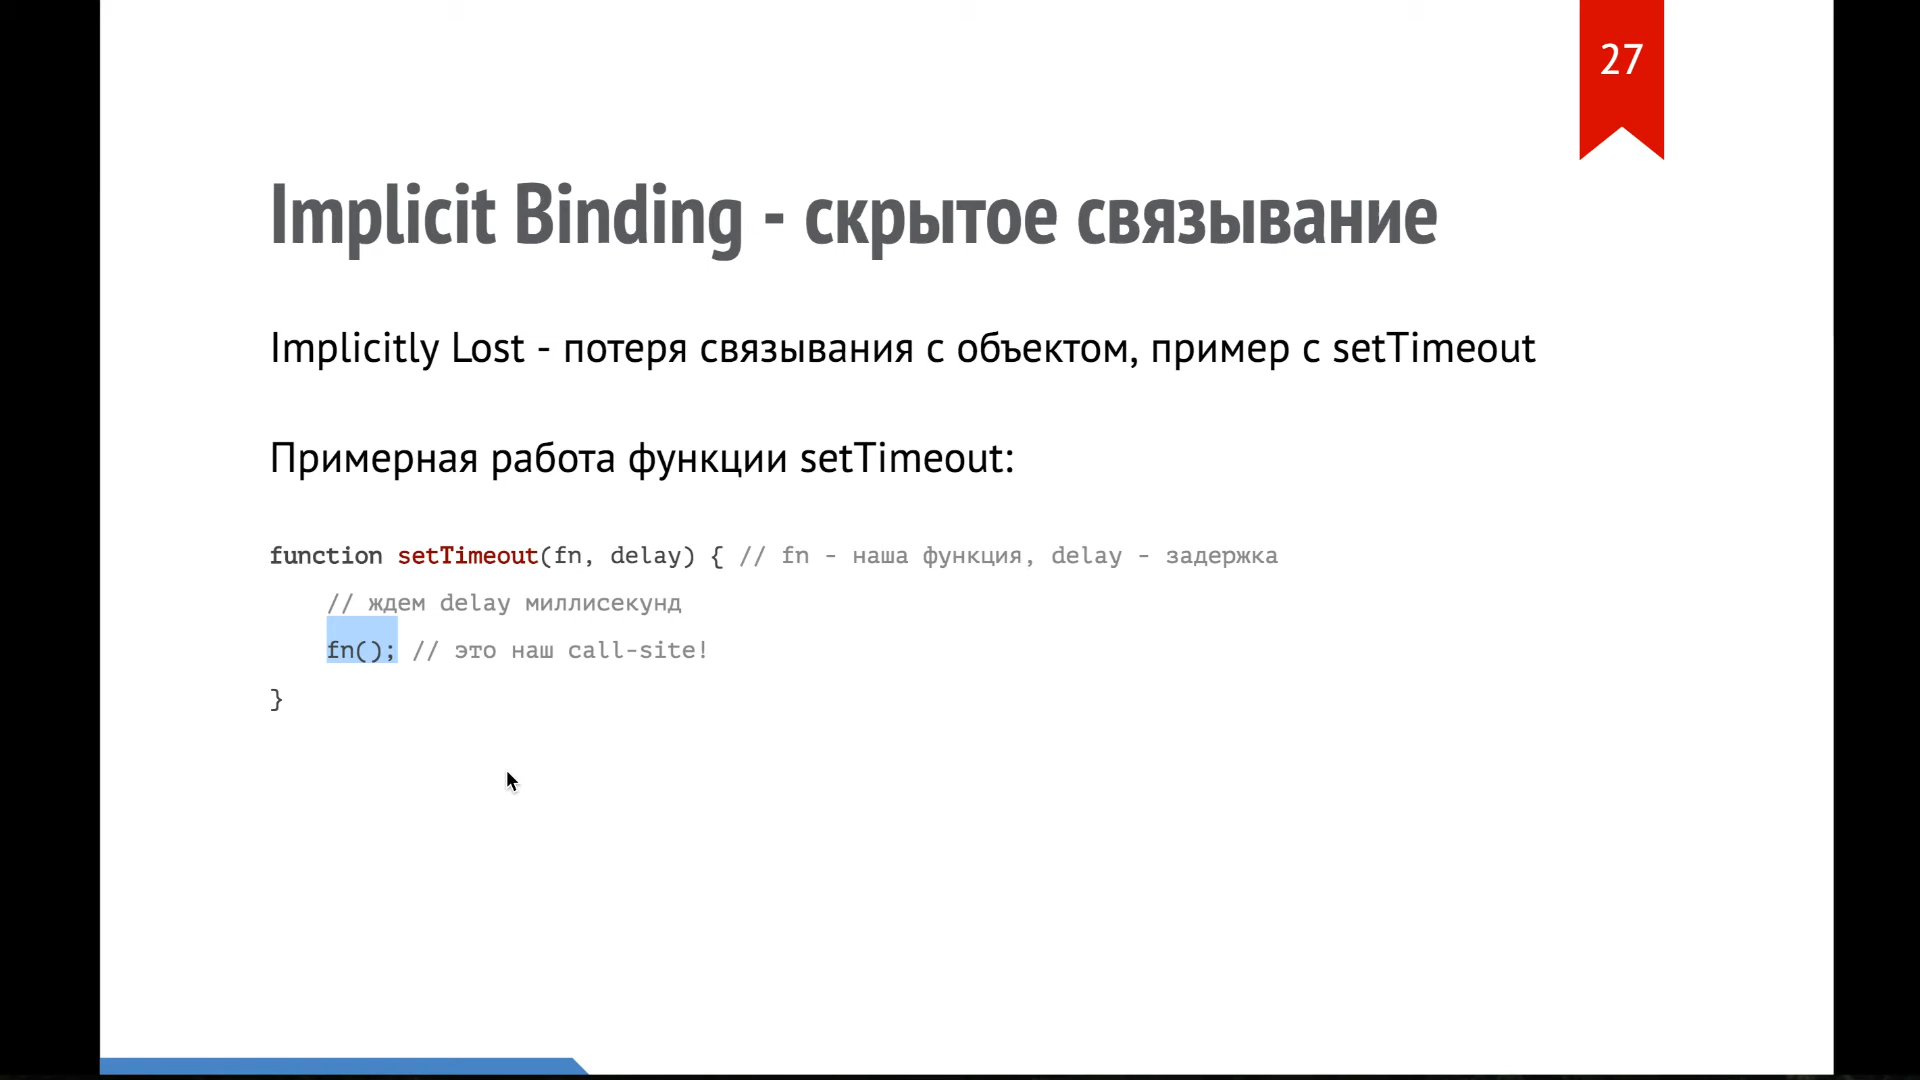 27
Implicit Binding - скрытое связывание
Implicitly Lost - потеря связывания с объектом, пример с setTimeout
Примерная работа функции setTimeout:
function setTimeout(fn, delay) { // fn - наша функция, delay - задержка
// ждем delay миллисекунд
fn(); // это наш call-site!
}